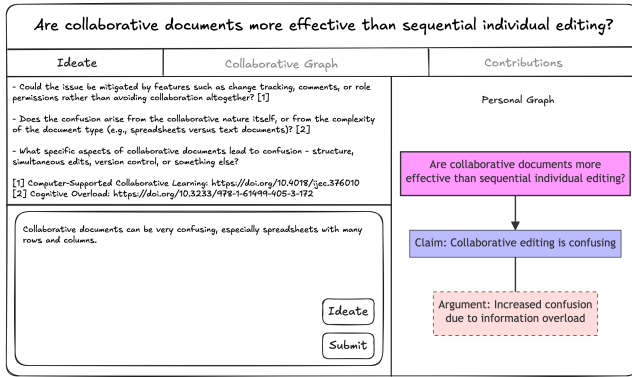 Are collaborative documents more effective than sequential individual editing?
Ideate
Collaborative Graph
Contributions
- Could the issue be mitigated by features such as change tracking, comments, or role
permissions rather than avoiding collaboration altogether? [1]
- Does the confusion arise from the collaborative nature itself, or from the complexity
of the document type (e.g., spreadsheets versus text documents)? [2]
- What specific aspects of collaborative documents lead to confusion - structure,
simultaneous edits, version control, or something else?
[1] Computer-Supported Collaborative Learning: https://doi.org/10.4018/ijec.376010
[2] Cognitive Overload: https://doi.org/10.3233/978-1-61499-405-3-172
Collaborative documents can be very confusing, especially spreadsheets with many
rows and columns.
Ideate
Submit
Personal Graph
Are collaborative documents more
effective than sequential individual editing?
Claim: Collaborative editing is confusing
Argument: Increased confusion
due to information overload